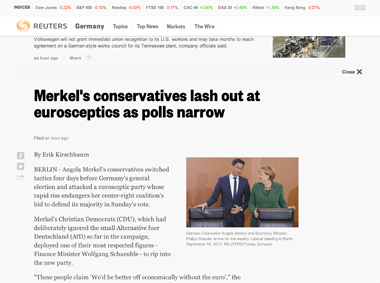 INDICES Dow Jones -0.22% S&P 500 -0.12% Nasdaq -0.03% FTSE 100 -0.17% CAC 40 +0.60% DAX 30 +0.40% Nikkei +1.35% Hang Seng -0.27%
REUTERS Germany Topics Top News Markets The Wire
Volkswagen will not grant immediate union recognition to its U.S. workers and may take months to reach
agreement on a German-style works council for its Tennessee plant, company officials said.
an hour ago Share
Close
Merkel's conservatives lash out at
eurosceptics as polls narrow
Filed an hour ago
By Erik Kirschbaum
BERLIN - Angela Merkel's conservatives switched
tactics four days before Germany's general
election and attacked a eurosceptic party whose
rapid rise endangers her center-right coalition's
bid to defend its majority in Sunday's vote.
Merkel's Christian Democrats (CDU), which had
deliberately ignored the small Alternative foer
Deutschland (AfD) so far in the campaign,
deployed one of their most respected figures -
Finance Minister Wolfgang Schaeuble - to rip into
the new party.
"These people claim 'We'd be better off economically without the euro'," the
German Chancellor Angela Merkel and Economy Minister
Philipp Roesler arrive for the weekly cabinet meeting in Berlin,
September 18, 2013. REUTERS/Tobias Schwarz